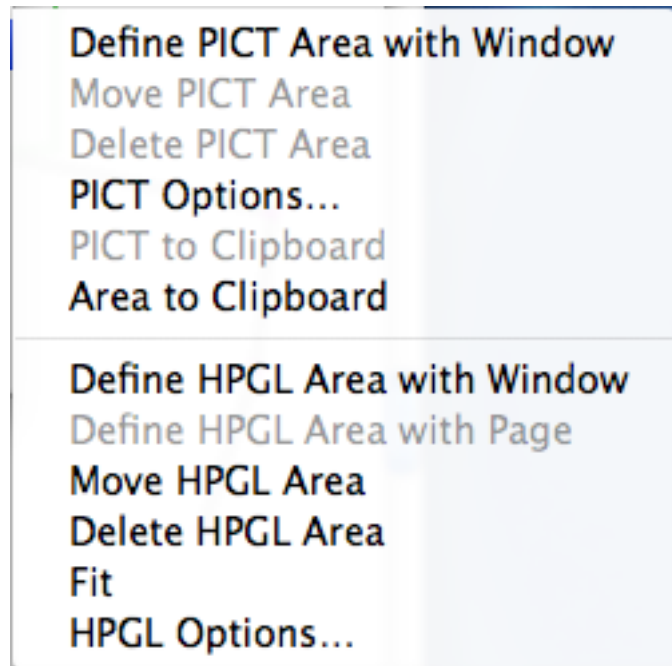 Define PICT Area with Window
Move PICT Area
Delete PICT Area
PICT Options...
PICT to Clipboard
Area to Clipboard
Define HPGL Area with Window
Define HPGL Area with Page
Move HPGL Area
Delete HPGL Area
Fit
HPGL Options...